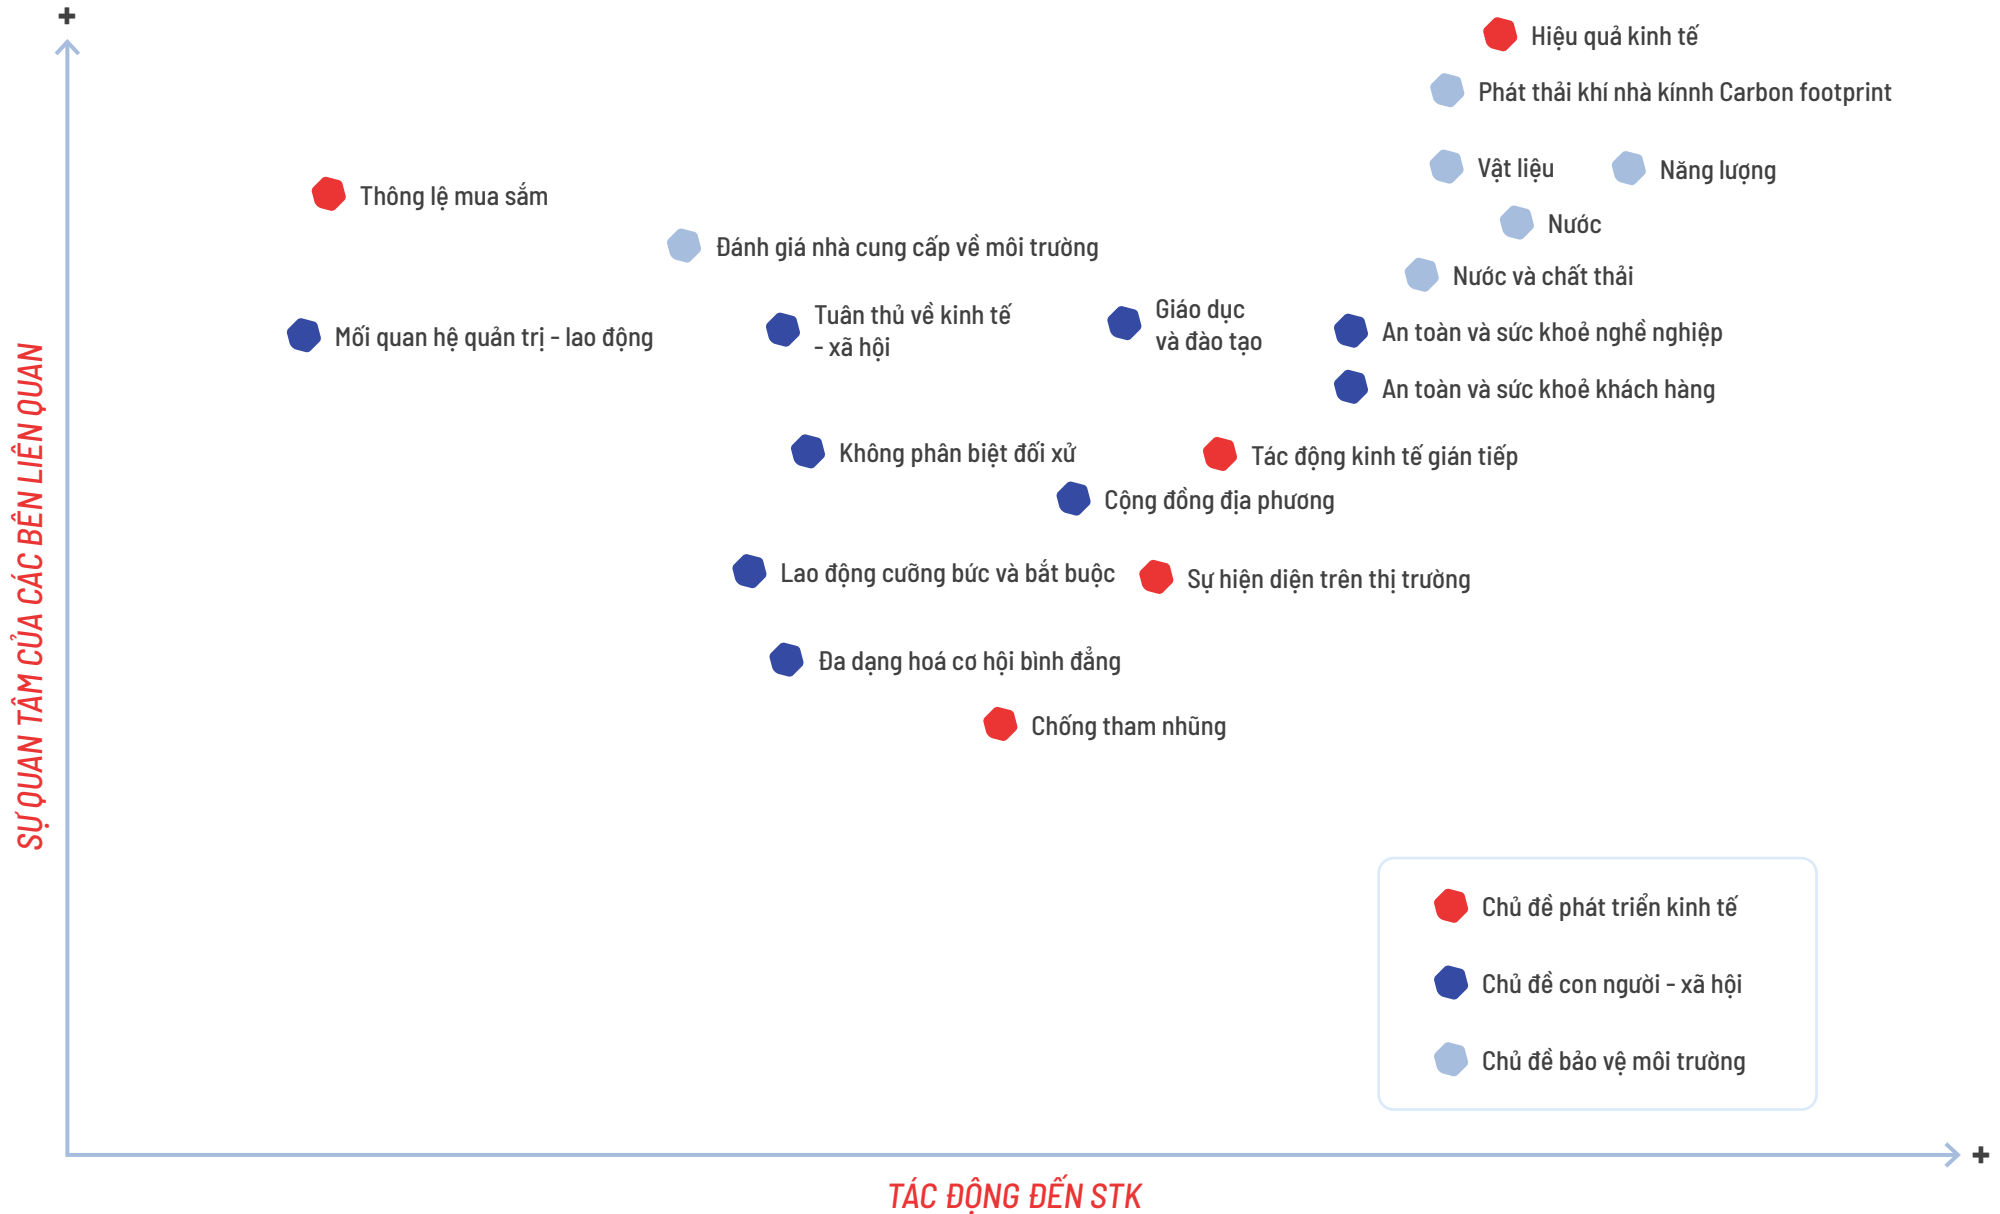 +
Hiệu quả kinh tế
Phát thải khí nhà kínnh Carbon footprint
Vật liệu
Năng lượng
Thông lệ mua sắm
Nước
Đánh giá nhà cung cấp về môi trường
Nước và chất thải
Giáo dục
và đào tạo
Tuân thủ về kinh tế
- xã hội
An toàn và sức khoẻ nghề nghiệp
Mối quan hệ quản trị - lao động
An toàn và sức khoẻ khách hàng
Không phân biệt đối xử
Tác động kinh tế gián tiếp
Cộng đồng địa phương
Lao động cưỡng bức và bắt buộc
Sự hiện diện trên thị trường
Đa dạng hoá cơ hội bình đẳng
Chống tham nhũng
SỰ QUAN TÂM CỦA CÁC BÊN LIÊN QUAN
Chủ đề phát triển kinh tế
Chủ đề con người - xã hội
Chủ đề bảo vệ môi trường
+
TÁC ĐỘNG ĐẾN STK